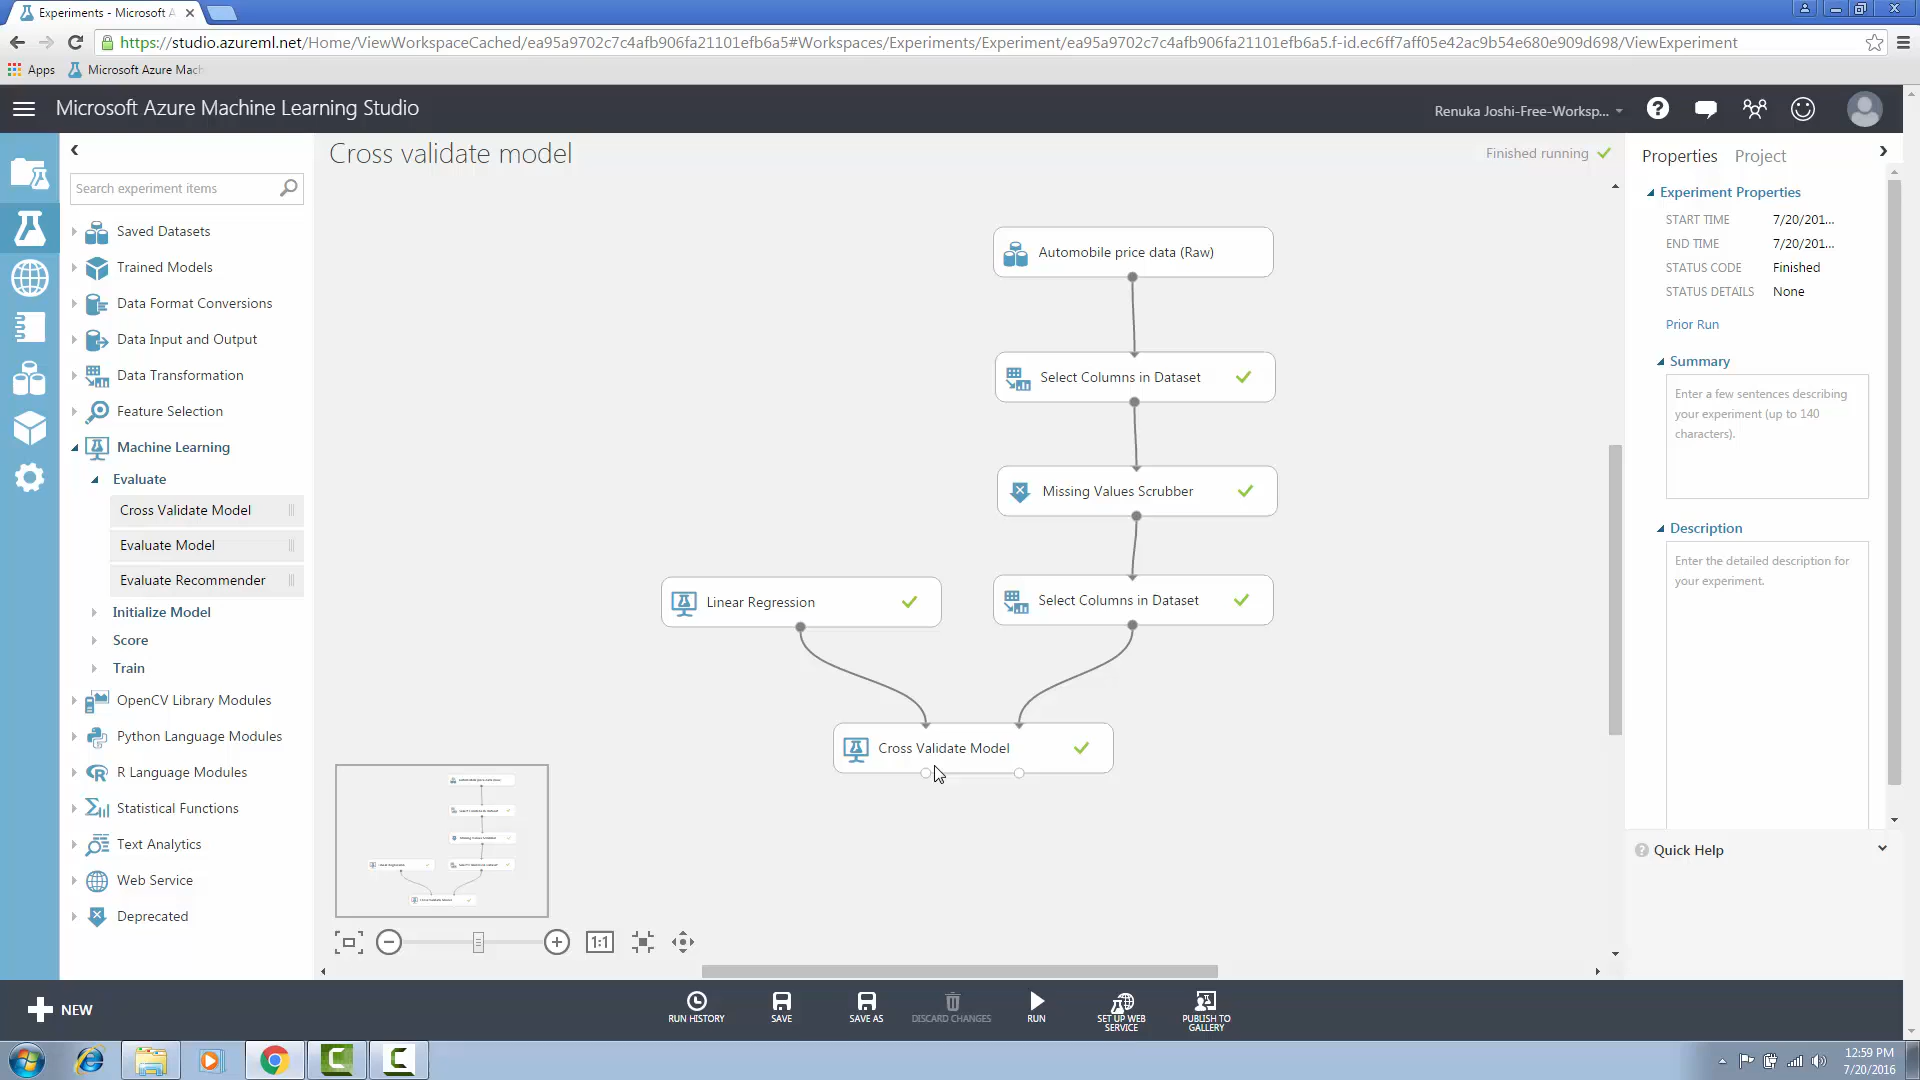 Experiments - Microsoft A
https://studio.azureml.net/Home/ViewWorkspaceCached/ea95a9702c7c4afb906fa21101efb6a5#Workspaces/Experiments/Experiment/ea95a9702c7c4afb906fa21101efb6a5.f-id.ec6ff7aff05e42ac9b54e680e909d698/ViewExperiment
Apps
Microsoft Azure Mach
Microsoft Azure Machine Learning Studio
Renuka Joshi-Free-Worksp...
Search experiment items
Saved Datasets
Trained Models
Data Format Conversions
Data Input and Output
Data Transformation
Feature Selection
Machine Learning
Evaluate
Cross Validate Model
Evaluate Model
Evaluate Recommender
Initialize Model
Score
Train
OpenCV Library Modules
Python Language Modules
R Language Modules
Statistical Functions
Text Analytics
Web Service
Deprecated
Cross validate model
Finished running
Automobile price data (Raw)
Select Columns in Dataset
Missing Values Scrubber
Linear Regression
Select Columns in Dataset
Cross Validate Model
1:1
Properties Project
Experiment Properties
START TIME 7/20/201...
END TIME 7/20/201...
STATUS CODE Finished
STATUS DETAILS None
Prior Run
Summary
Enter a few sentences describing
your experiment (up to 140
characters).
Description
Enter the detailed description for
your experiment.
Quick Help
NEW
RUN HISTORY
SAVE
SAVE AS
DISCARD CHANGES
RUN
SET UP WEB
SERVICE
PUBLISH TO
GALLERY
12:59 PM
7/20/2016